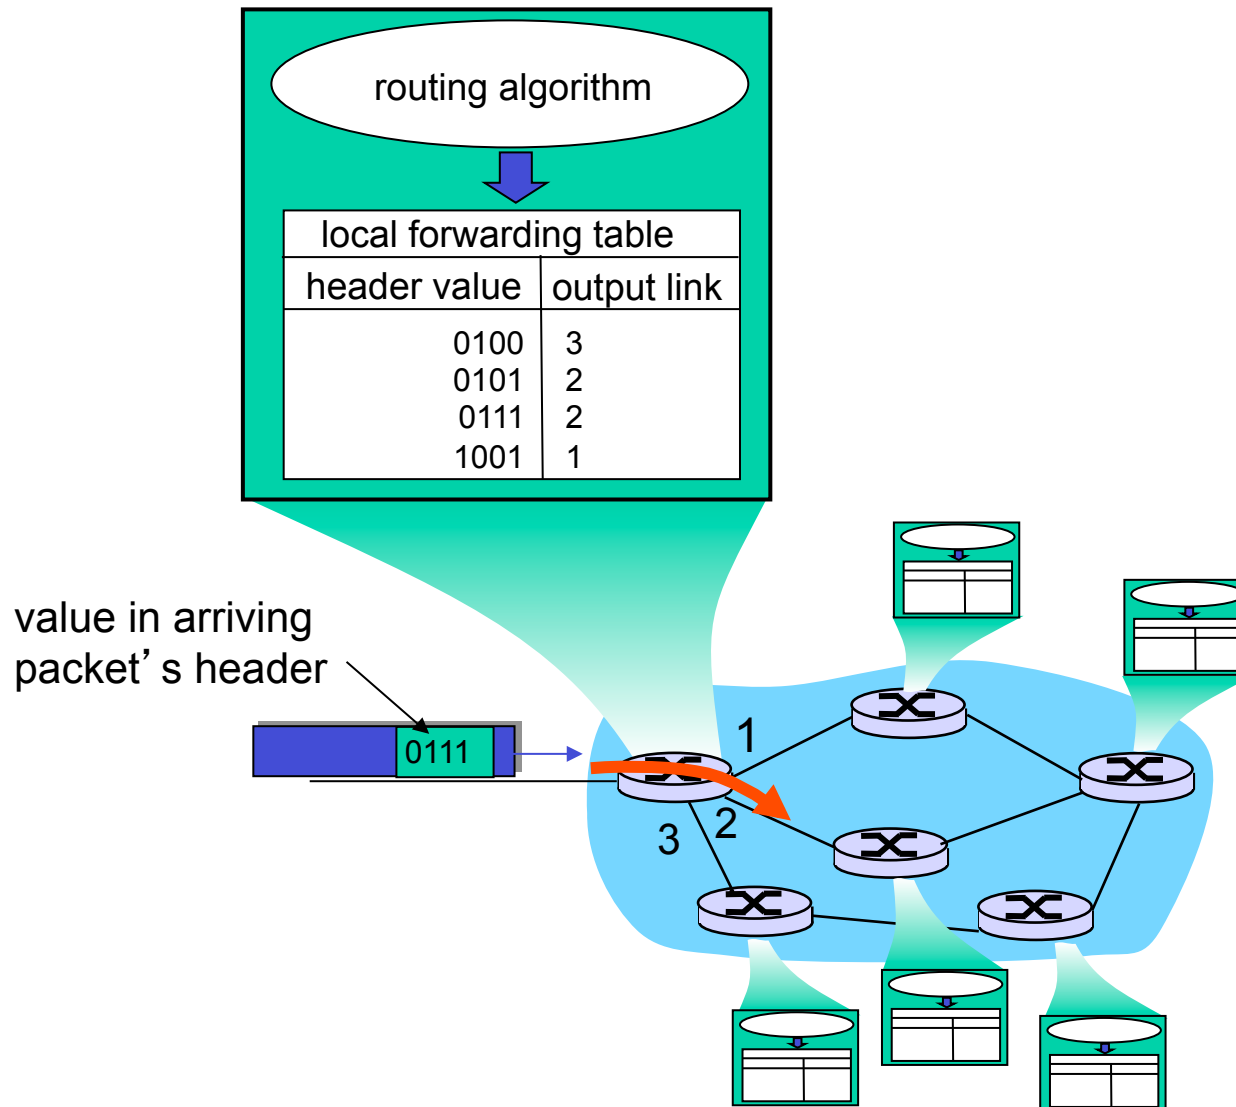 routing algorithm
local forwarding table
header value output link
0100 3
0101 2
0111 2
1001 1
value in arriving
packet’ s header
0111
1
2
3